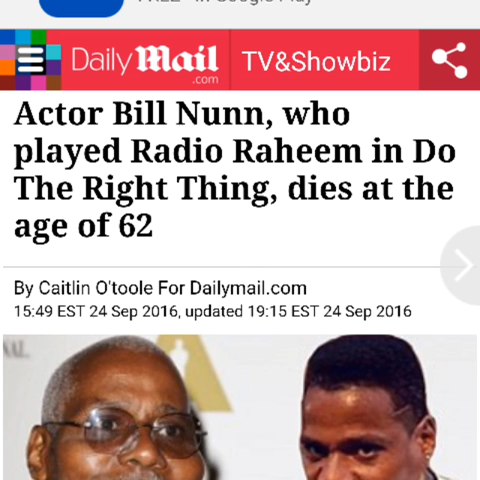 Daily Mail .com TV&Showbiz
Actor Bill Nunn, who
played Radio Raheem in Do
The Right Thing, dies at the
age of 62
By Caitlin O'toole For Dailymail.com
15:49 EST 24 Sep 2016, updated 19:15 EST 24 Sep 2016